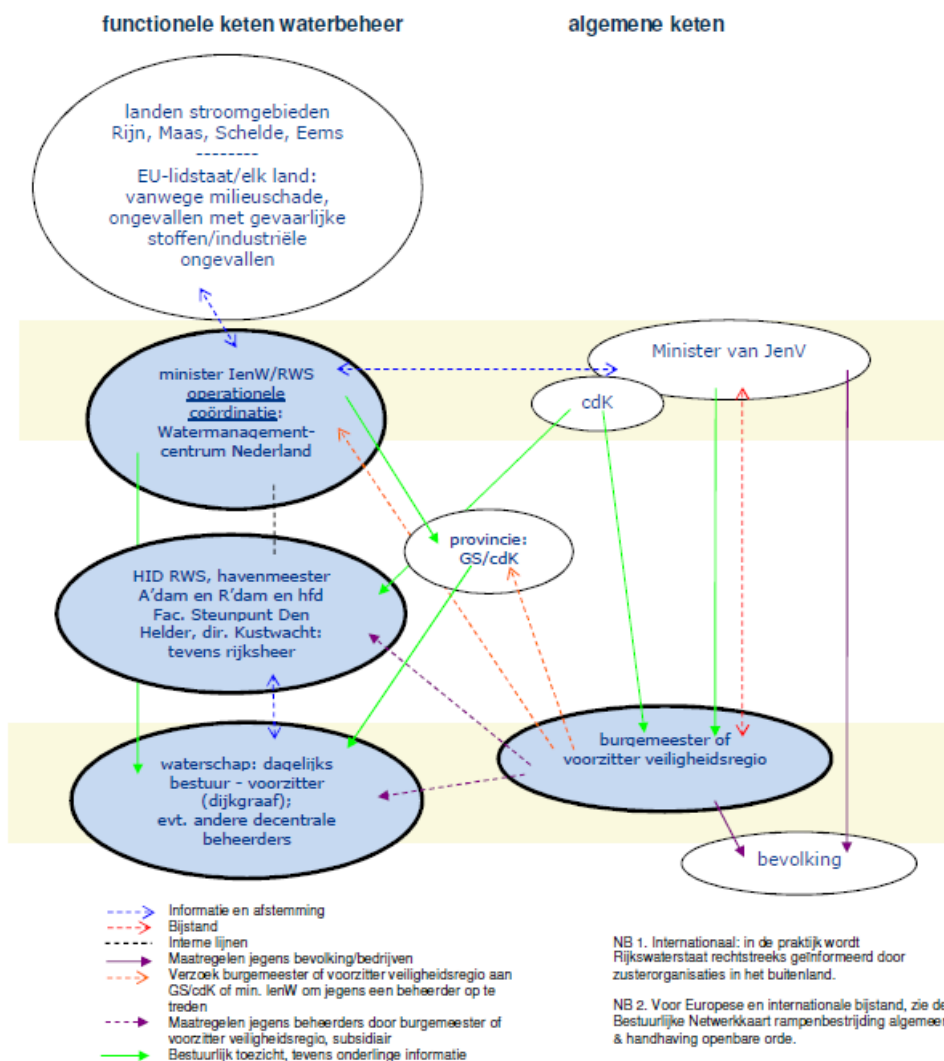 functionele keten waterbeheer
algemene keten
landen stroomgebieden
Rijn, Maas, Schelde, Eems
--------
EU-lidstaat/elk land:
vanwege milieuschade,
ongevallen met gevaarlijke
stoffen/industriële
ongevallen
minister IenW/RWS
operationele
coördinatie:
Watermanagement-
centrum Nederland
Minister van JenV
cdK
provincie:
GS/cdK
HID RWS, havenmeester
A'dam en R'dam en hfd
Fac. Steunpunt Den
Helder, dir. Kustwacht:
tevens rijksheer
waterschap: dagelijks
bestuur - voorzitter
(dijkgraaf);
evt. andere decentrale
beheerders
burgemeester of
voorzitter veiligheidsregio
bevolking
Informatie en afstemming
Bijstand
Interne lijnen
Maatregelen jegens bevolking/bedrijven
Verzoek burgemeester of voorzitter veiligheidsregio aan
GS/cdK of min. IenW om jegens een beheerder op te
treden
Maatregelen jegens beheerders door burgemeester of
voorzitter veiligheidsregio, subsidiair
Bestuurlijk toezicht, tevens onderlinge informatie
NB 1. Internationaal: in de praktijk wordt
Rijkswaterstaat rechtstreeks geïnformeerd door
zusterorganisaties in het buitenland.
NB 2. Voor Europese en internationale bijstand, zie de
Bestuurlijke Netwerkkaart rampenbestrijding algemeen
& handhaving openbare orde.